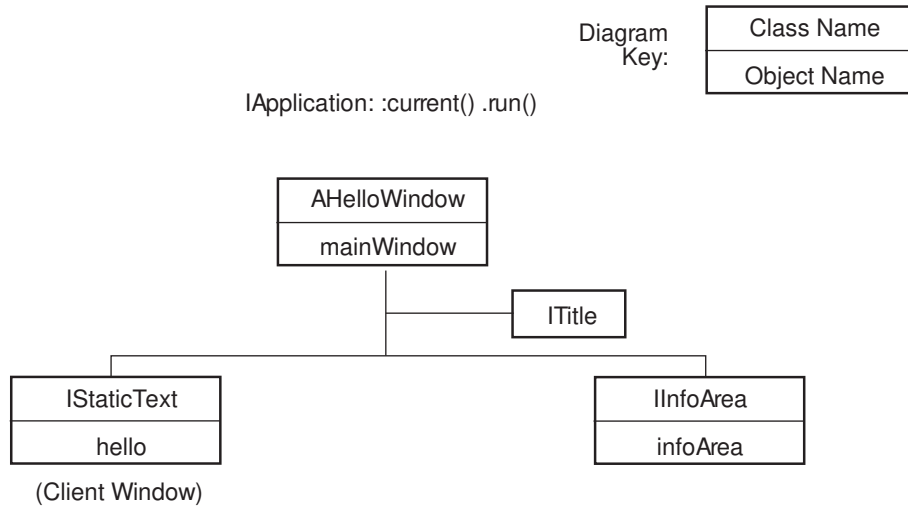 Diagram
Key:
Class Name
Object Name
IApplication: :current() .run()
AHelloWindow
mainWindow
ITitle
IStaticText
hello
(Client Window)
IInfoArea
infoArea